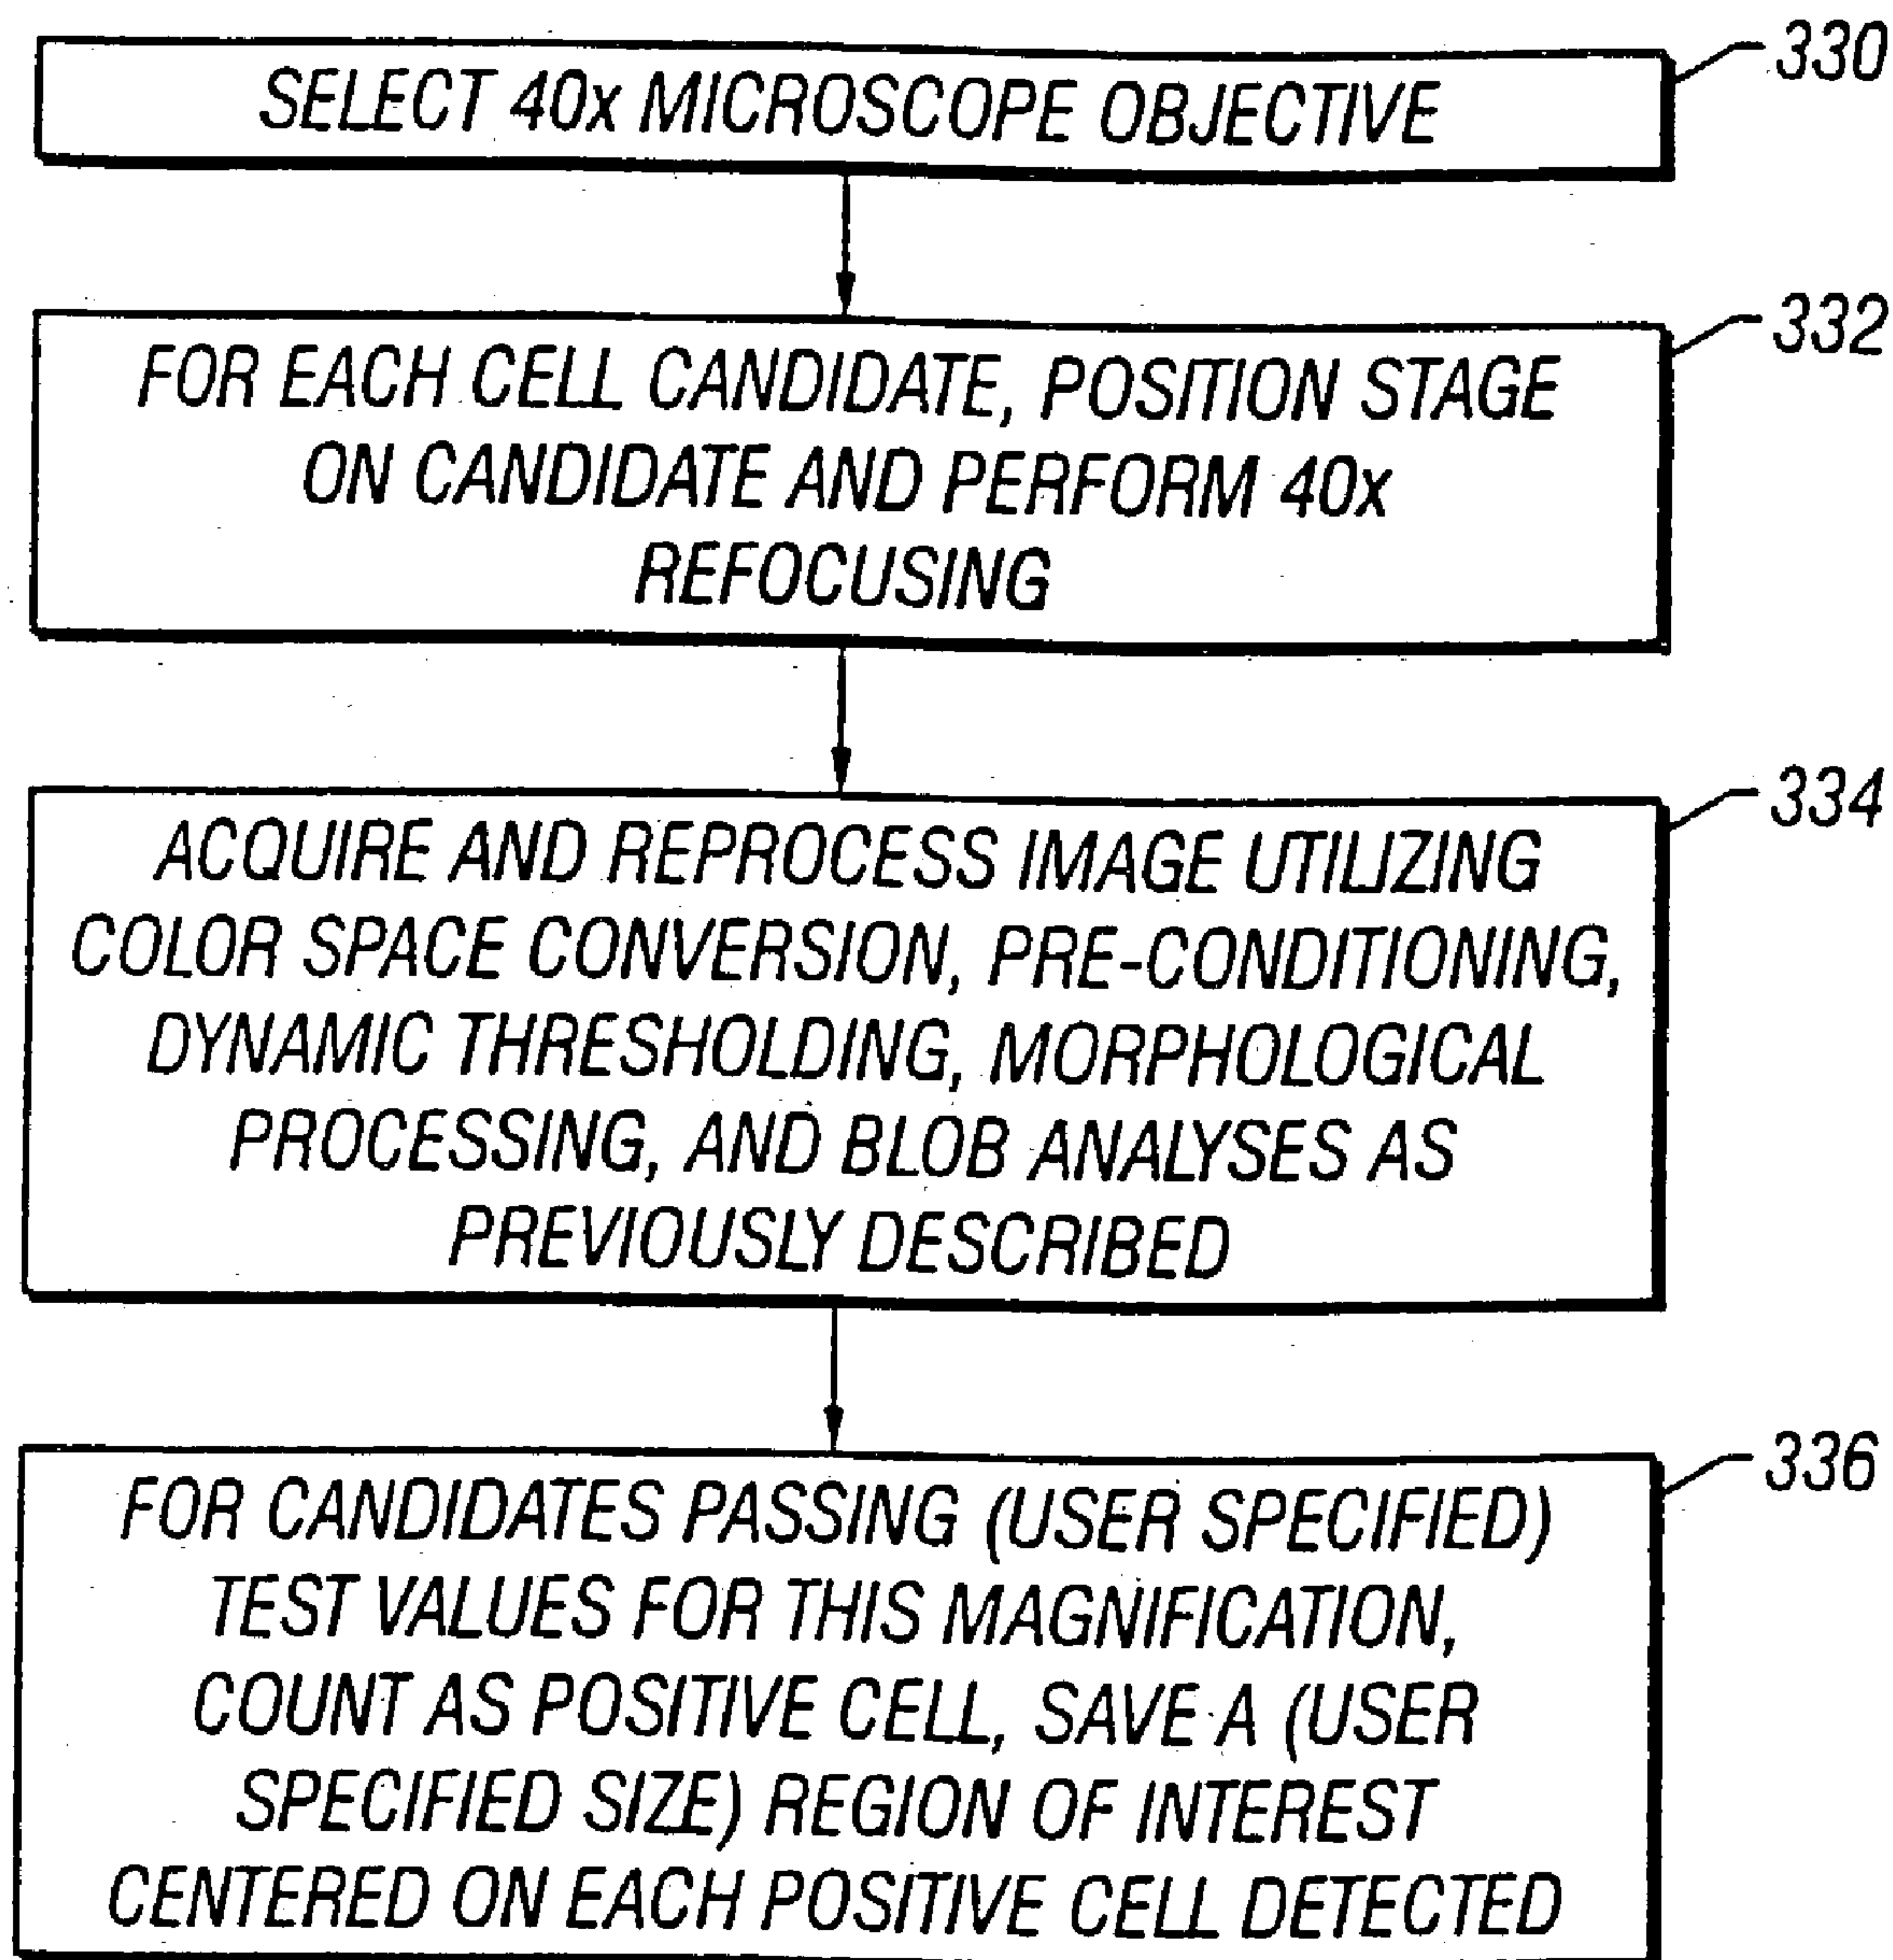 SELECT 40x MICROSCOPE OBJECTIVE
330
FOR EACH CELL CANDIDATE, POSITION STAGE
ON CANDIDATE AND PERFORM 40x
REFOCUSING
332
ACQUIRE AND REPROCESS IMAGE UTILIZING
COLOR SPACE CONVERSION, PRE-CONDITIONING,
DYNAMIC THRESHOLDING, MORPHOLOGICAL
PROCESSING, AND BLOB ANALYSES AS
PREVIOUSLY DESCRIBED
334
FOR CANDIDATES PASSING (USER SPECIFIED)
TEST VALUES FOR THIS MAGNIFICATION,
COUNT AS POSITIVE CELL, SAVE A (USER
SPECIFIED SIZE) REGION OF INTEREST
CENTERED ON EACH POSITIVE CELL DETECTED
336